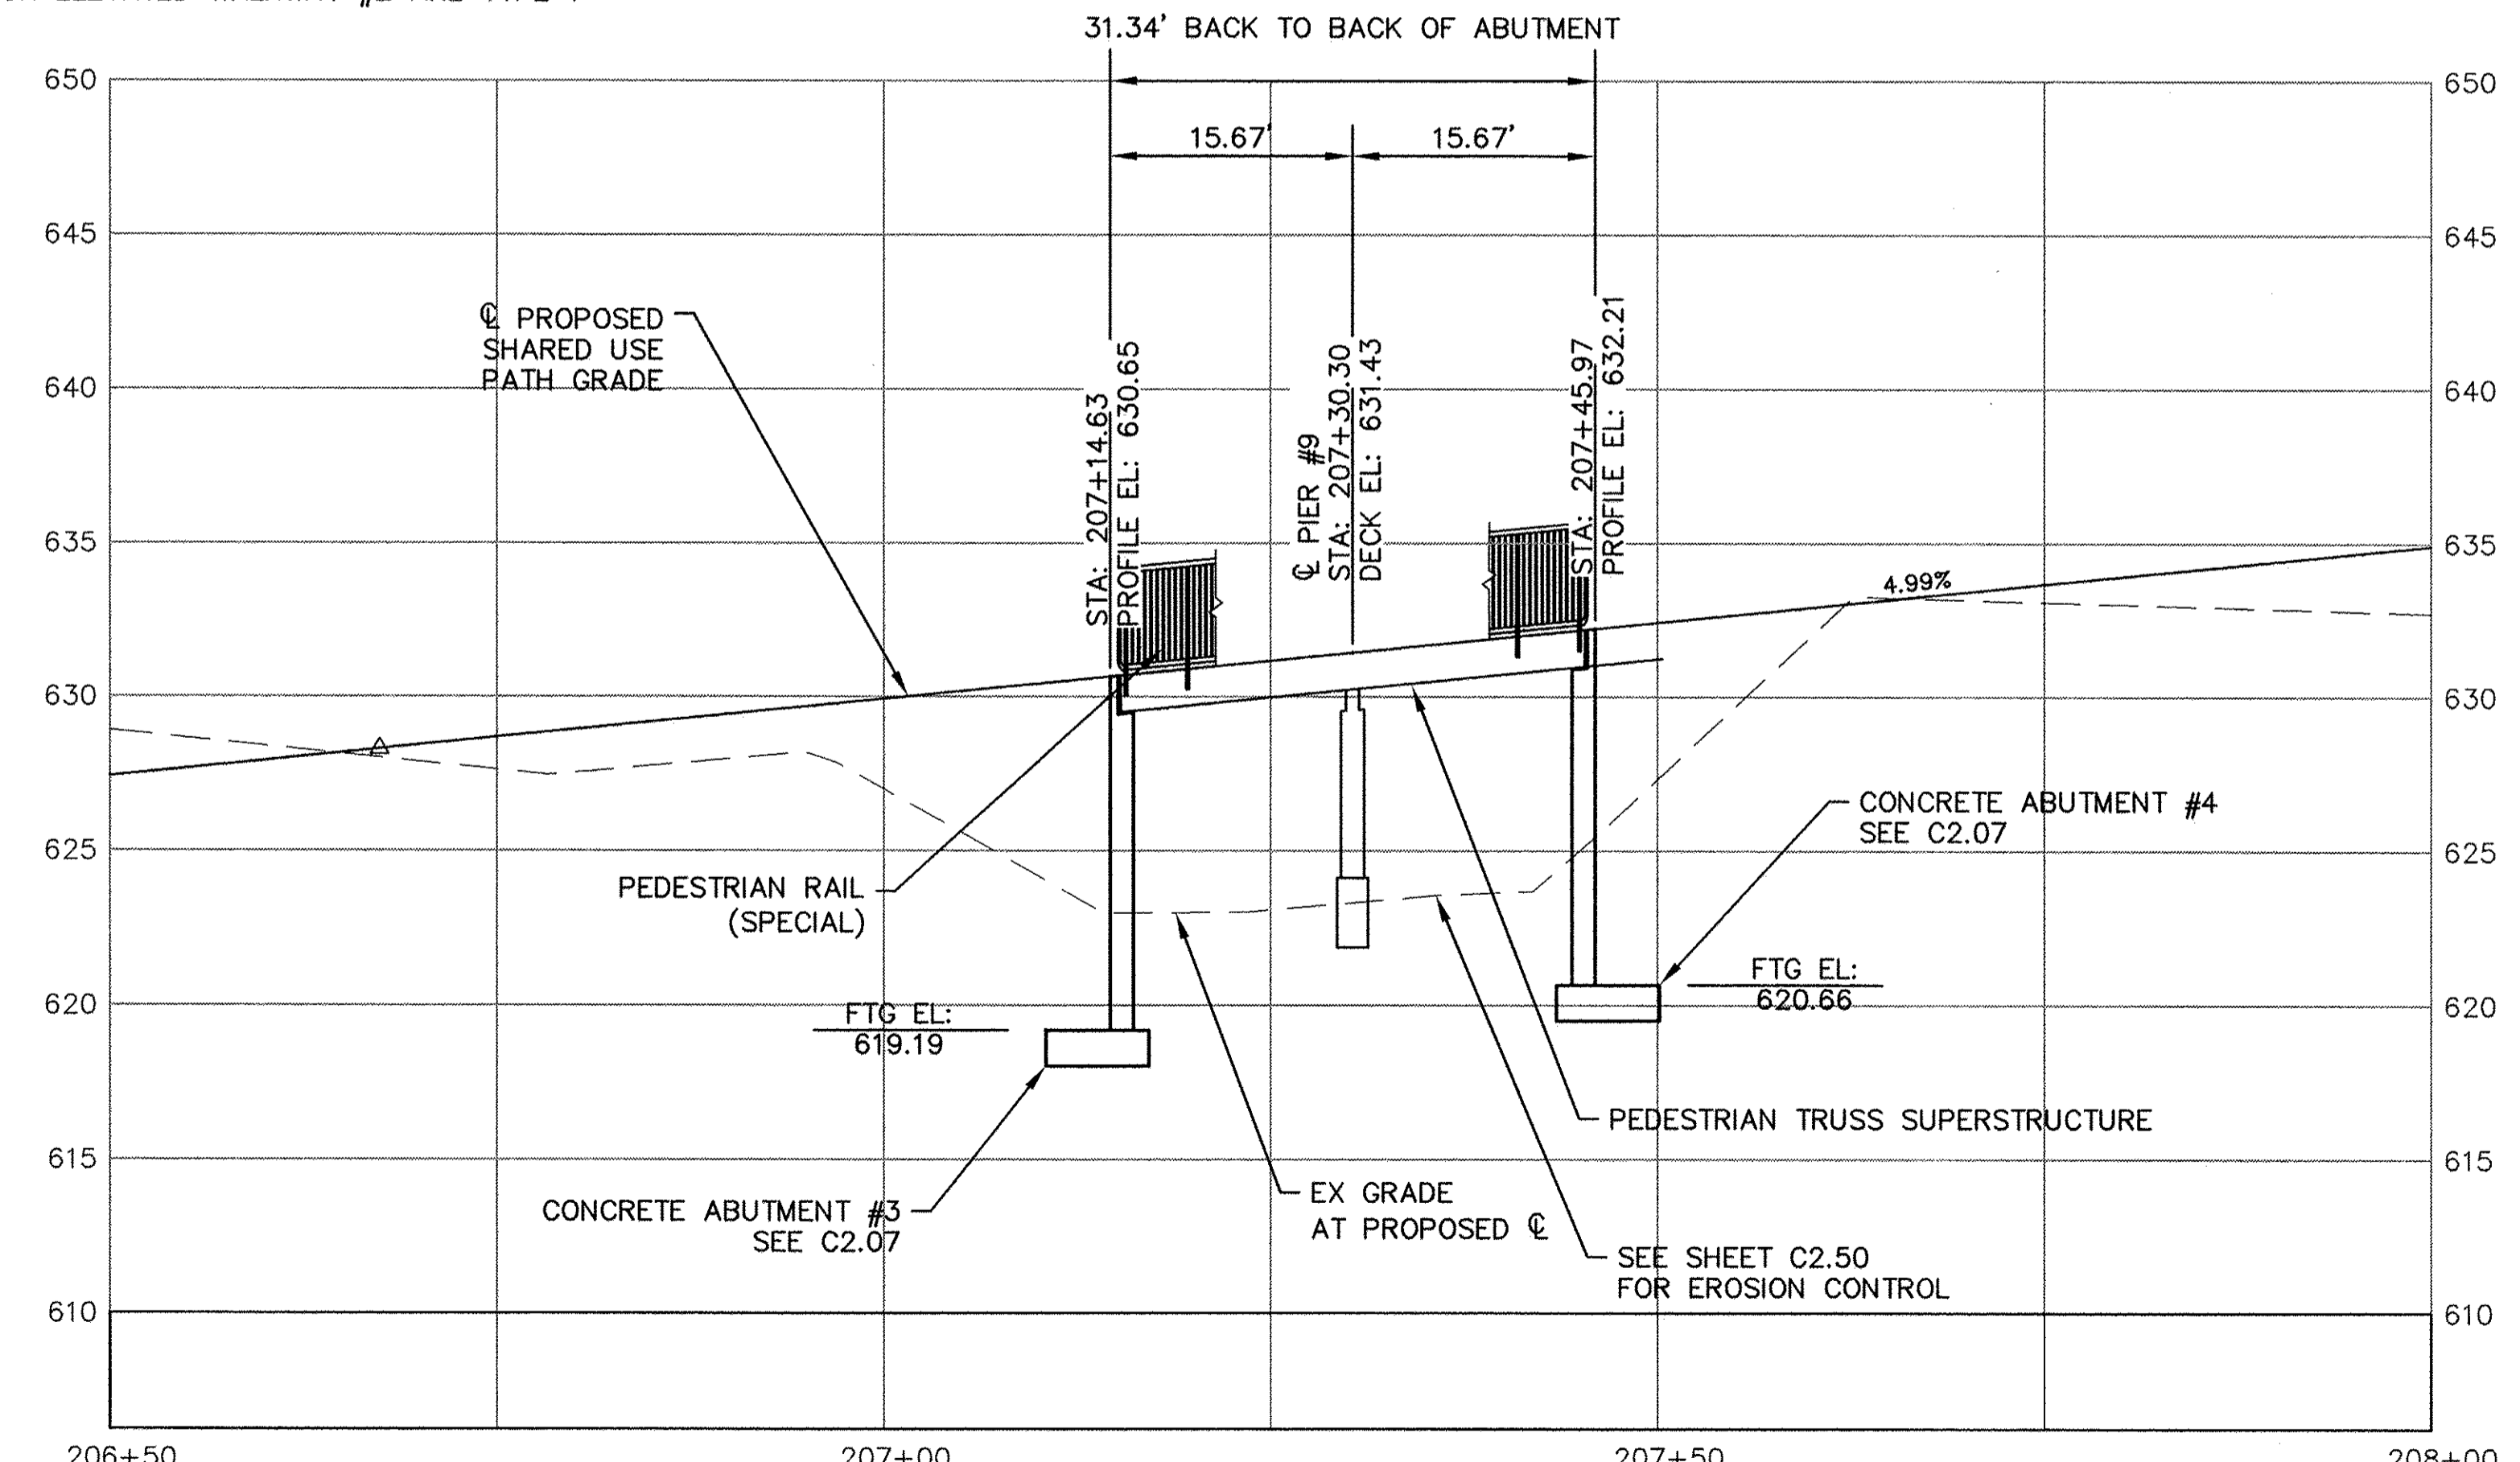 31.34' BACK TO BACK OF ABUTMENT
650
650
15.67'
15.67'
645
645
℄ PROPOSED
SHARED USE
PATH GRADE
640
640
STA: 207+14.63
PROFILE EL: 630.65
℄ PIER #9
STA: 207+30.30
DECK EL: 631.43
STA: 207+45.97
PROFILE EL: 632.21
635
635
4.99%
630
630
CONCRETE ABUTMENT #4
SEE C2.07
625
625
PEDESTRIAN RAIL
(SPECIAL)
FTG EL:
620.66
620
620
FTG EL:
619.19
PEDESTRIAN TRUSS SUPERSTRUCTURE
615
615
EX GRADE
AT PROPOSED ℄
CONCRETE ABUTMENT #3
SEE C2.07
SEE SHEET C2.50
FOR EROSION CONTROL
610
610
206+50
207+00
207+50
208+00